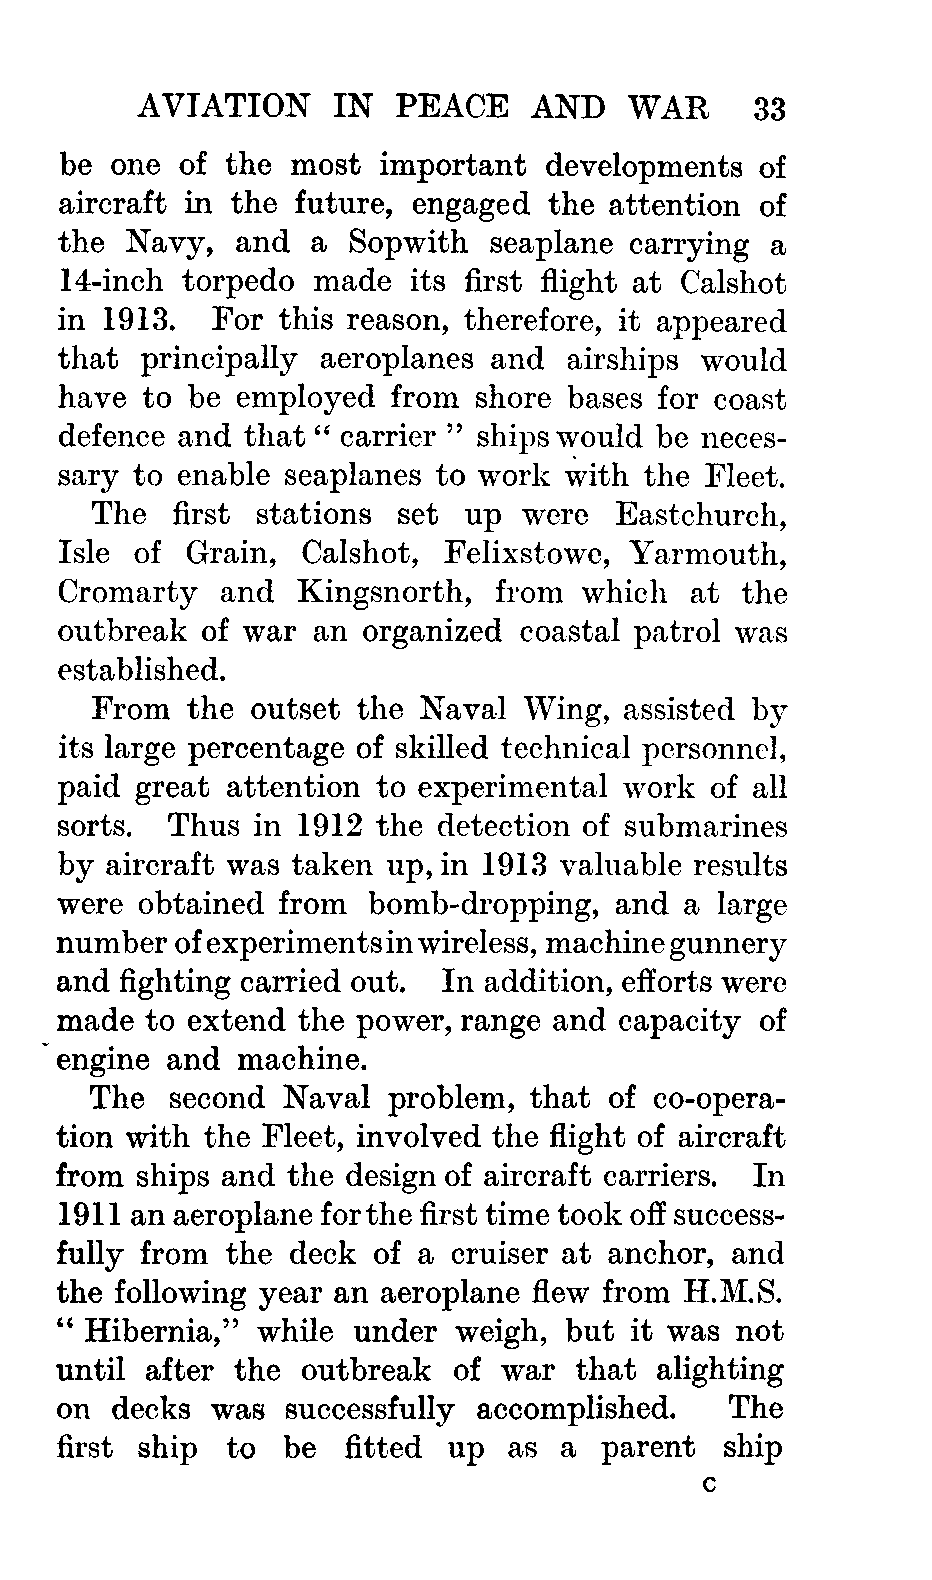 AVIATION IN PEACE AND WAR 33
be one of the most important developments of
aircraft in the future, engaged the attention of
the Navy, and a Sopwith seaplane carrying a
14-inch torpedo made its first flight at Calshot
in 1913. For this reason, therefore, it appeared
that principally aeroplanes and airships would
have to be employed from shore bases for coast
defence and that “ carrier ” ships would be neces-
sary to enable seaplanes to work with the Fleet.
The first stations set up were Eastchurch,
Isle of Grain, Calshot, Felixstowe, Yarmouth,
Cromarty and Kingsnorth, from which at the
outbreak of war an organized coastal patrol was
established.
From the outset the Naval Wing, assisted by
its large percentage of skilled technical personnel,
paid great attention to experimental work of all
sorts. Thus in 1912 the detection of submarines
by aircraft was taken up, in 1913 valuable results
were obtained from bomb-dropping, and a large
number of experiments in wireless, machine gunnery
and fighting carried out. In addition, efforts were
made to extend the power, range and capacity of
engine and machine.
The second Naval problem, that of co-opera-
tion with the Fleet, involved the flight of aircraft
from ships and the design of aircraft carriers. In
1911 an aeroplane for the first time took off success-
fully from the deck of a cruiser at anchor, and
the following year an aeroplane flew from H.M.S.
“ Hibernia,” while under weigh, but it was not
until after the outbreak of war that alighting
on decks was successfully accomplished. The
first ship to be fitted up as a parent ship
C